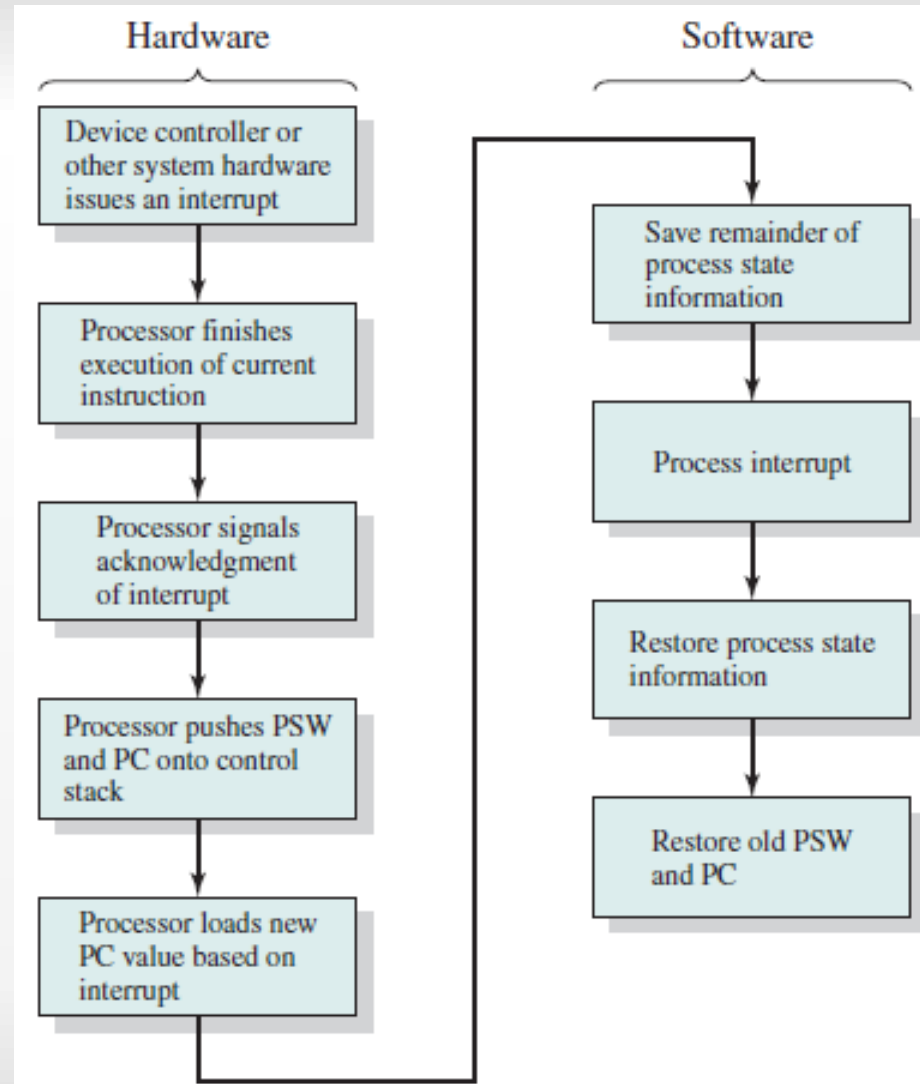 Hardware
Device controller or
other system hardware
issues an interrupt
Processor finishes
execution of current
instruction
Processor signals
acknowledgment
of interrupt
Processor pushes PSW
and PC onto control
stack
Processor loads new
PC value based on
interrupt
Software
Save remainder of
process state
information
Process interrupt
Restore process state
information
Restore old PSW
and PC